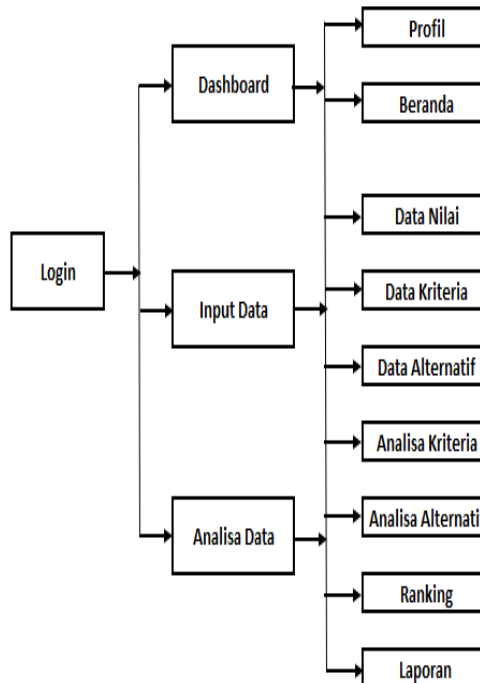 Login
Dashboard
Input Data
Analisa Data
Profil
Beranda
Data Nilai
Data Kriteria
Data Alternatif
Analisa Kriteria
Analisa Alternati
Ranking
Laporan